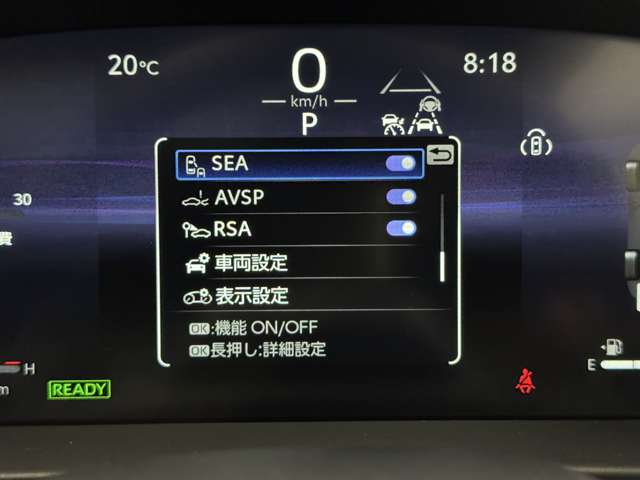 20℃
0
8:18
km/h
P
SEA
AVSP
30
RSA
費
車両設定
表示設定
OK:機能 ON/OFF
OK長押し:詳細設定
E
H
READY